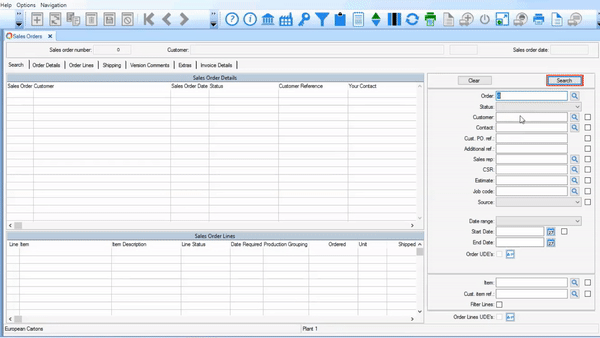 Help Options Navigation
Sales Orders
Sales order number: 0 Customer: Sales order date:
Search Order Details Order Lines Shipping Version Comments Extras Invoice Details
Sales Order Details
Sales Order Customer Sales Order Date Status Customer Reference Your Contact
Sales Order Lines
Line Item Item Description Line Status Date Required Production Grouping Ordered Unit Shipped
Clear Search
Order:
Status:
Customer:
Contact:
Cust. PO. ref.:
Additional ref.:
Sales rep:
CSR:
Estimate:
Job code:
Source:
Date range:
Start Date:
End Date:
Order UDE's:
Item:
Cust. item ref.:
Filter Lines:
Order Lines UDE's:
European Cartons Plant 1